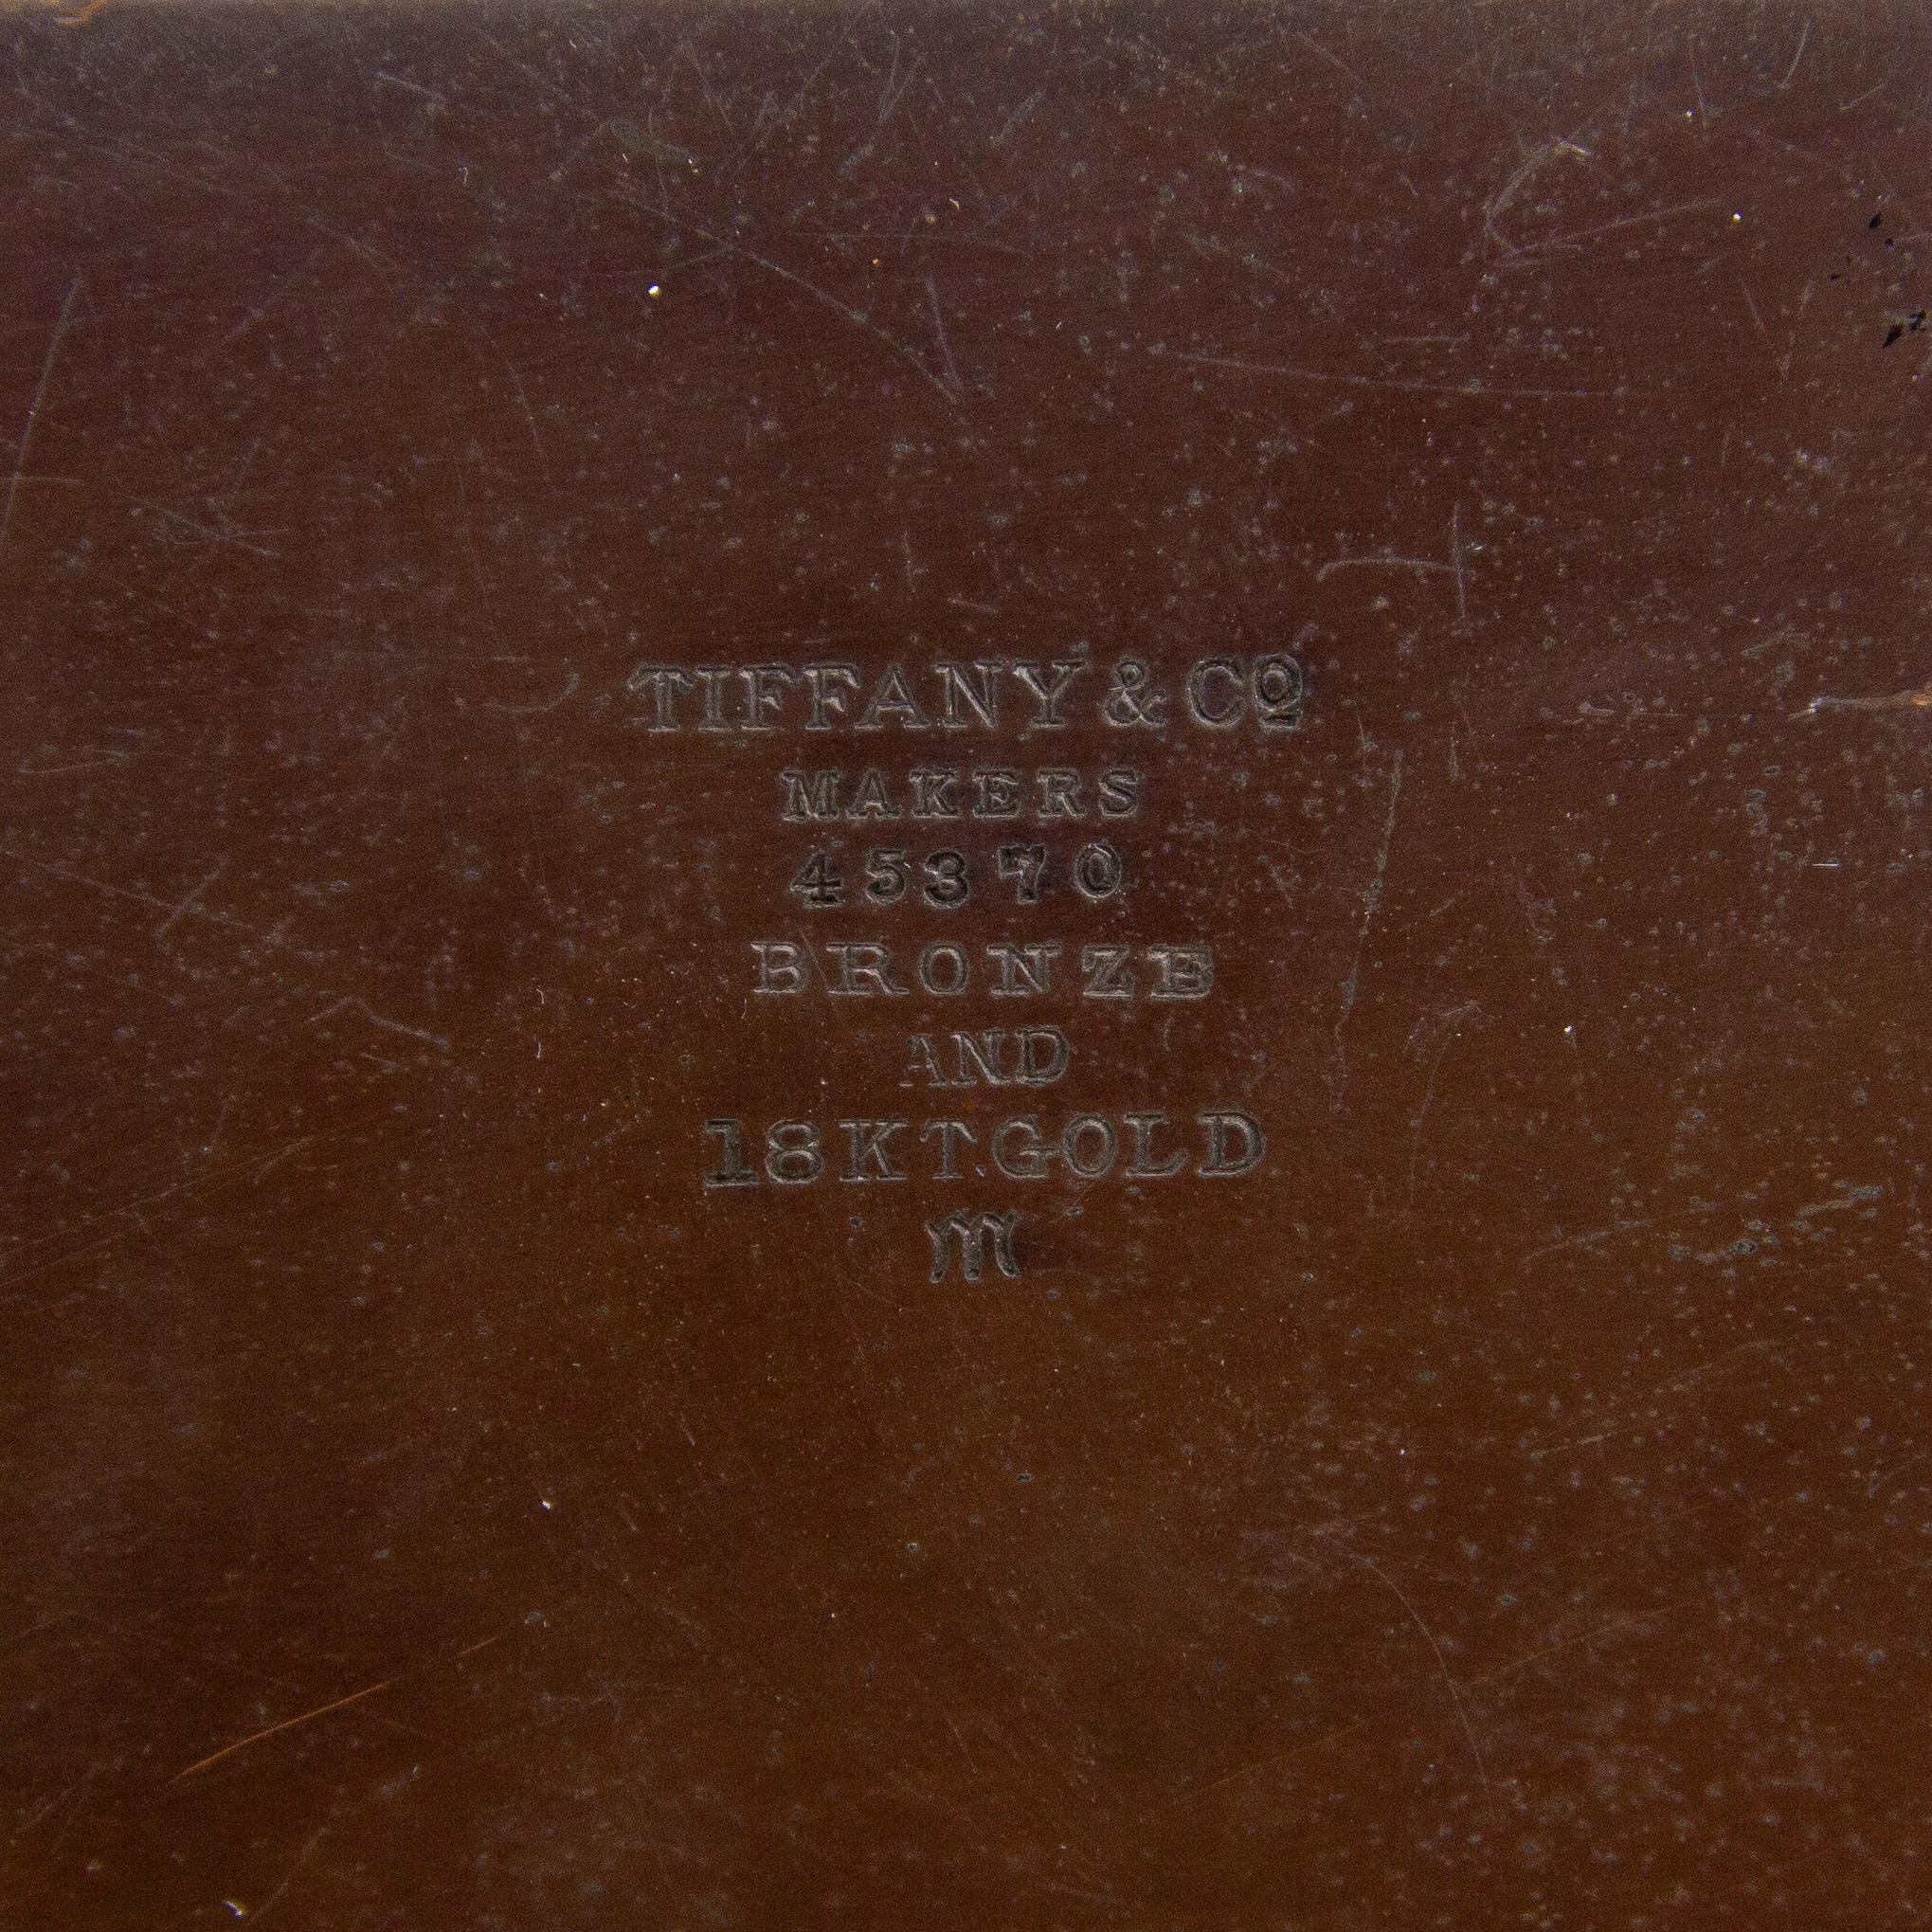 TIFFANY & Cº
MAKERS
45370
BRONZE
AND
18KT.GOLD
m